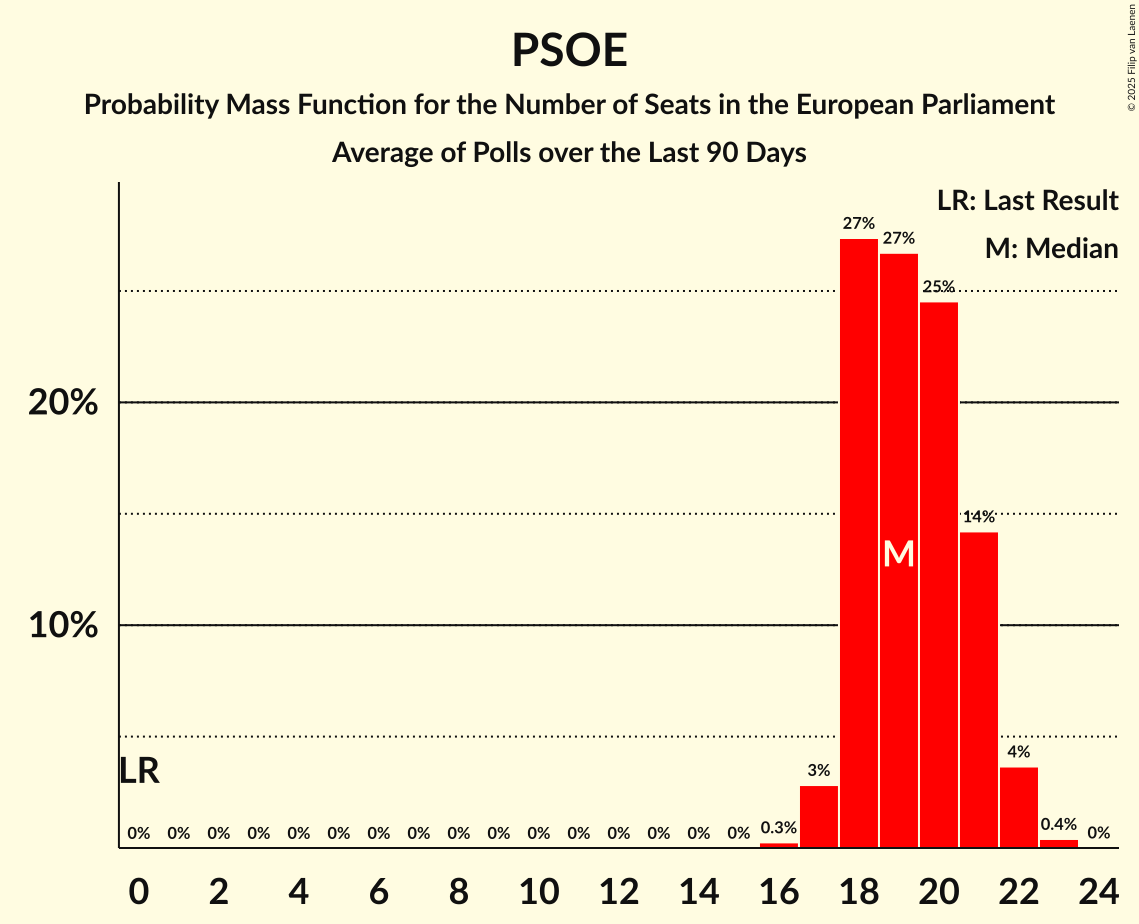 PSOE
Probability Mass Function for the Number of Seats in the European Parliament
Average of Polls over the Last 90 Days
© 2025 Filip van Laenen
LR: Last Result
M: Median
27%
27%
25%
20%
14%
M
10%
LR
4%
3%
0% 0% 0% 0% 0% 0% 0% 0% 0% 0% 0% 0% 0% 0% 0% 0% 0.3% 0.4% 0%
0 2 4 6 8 10 12 14 16 18 20 22 24